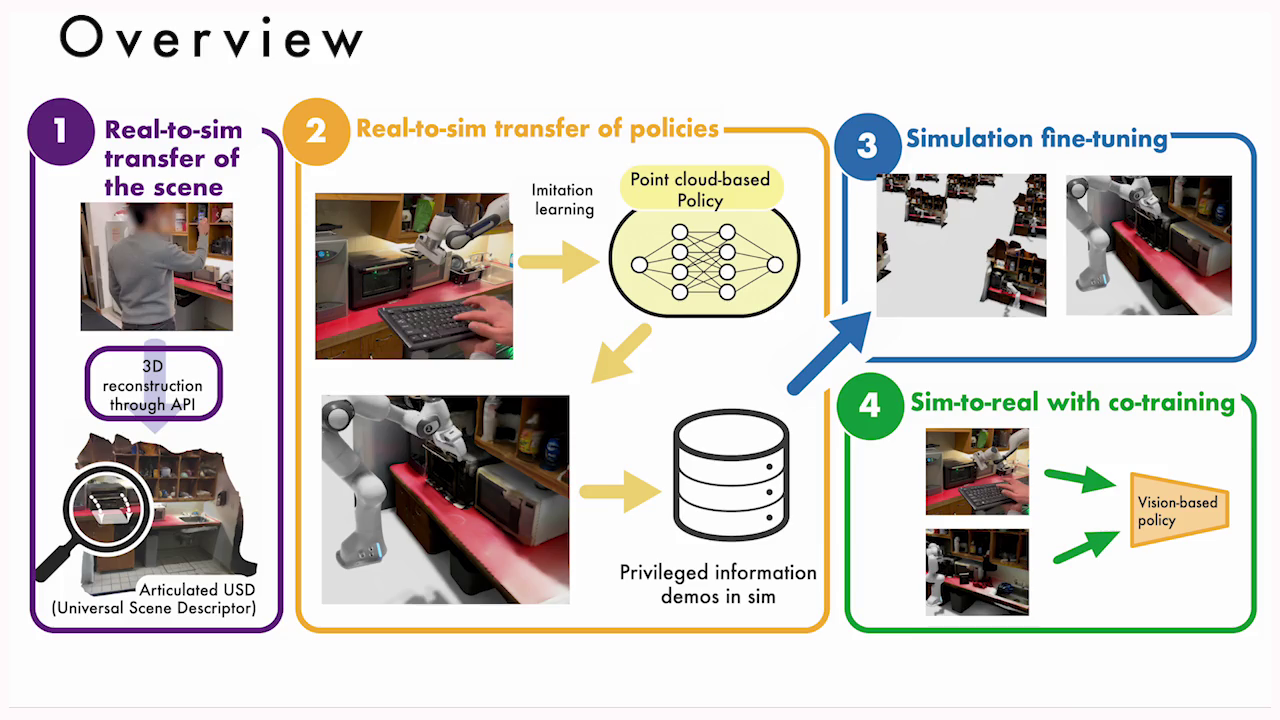 Overview
1
Real-to-sim
transfer of
the scene
3D
reconstruction
through API
Articulated USD
(Universal Scene Descriptor)
2
Real-to-sim transfer of policies
Imitation
learning
Point cloud-based
Policy
Privileged information
demos in sim
3
Simulation fine-tuning
4
Sim-to-real with co-training
Vision-based
policy